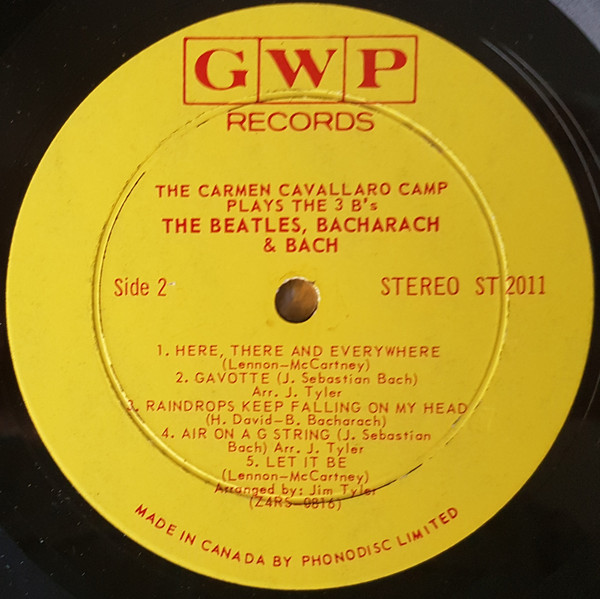 GWP
RECORDS
THE CARMEN CAVALLARO CAMP
PLAYS THE 3 B's
THE BEATLES, BACHARACH
& BACH
Side 2
STEREO ST 2011
1. HERE, THERE AND EVERYWHERE
(Lennon-McCartney)
2. GAVOTTE (J. Sebastian Bach)
Arr. J. Tyler
3. RAINDROPS KEEP FALLING ON MY HEAD
(H. David-B. Bacharach)
4. AIR ON A G STRING (J. Sebastian
Bach) Arr. J. Tyler
5. LET IT BE
(Lennon-McCartney)
Arranged by: Jim Tyler
(Z4RS-0816)
MADE IN CANADA BY PHONODISC LIMITED